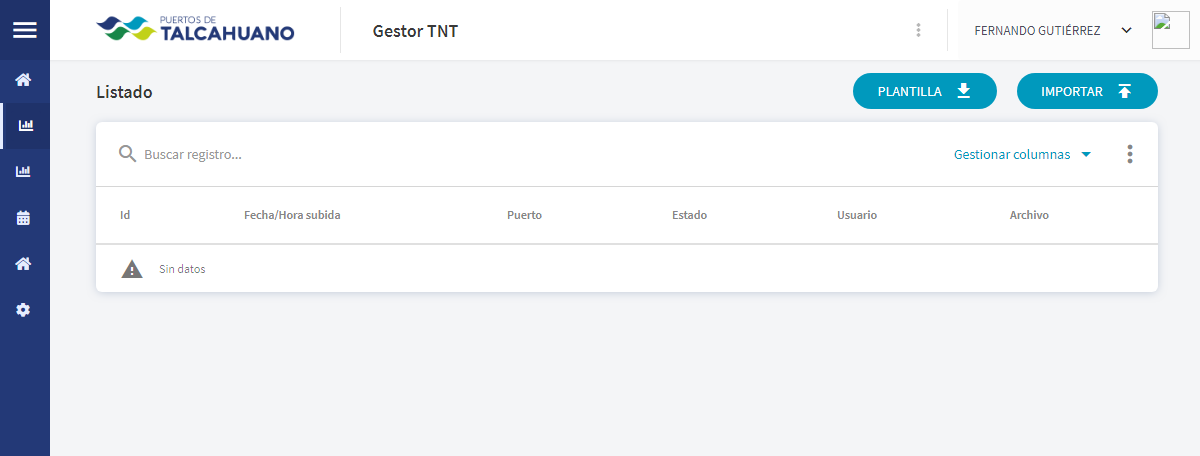 PUERTOS DE
TALCAHUANO
Gestor TNT
FERNANDO GUTIÉRREZ
Listado
PLANTILLA
IMPORTAR
Buscar registro...
Gestionar columnas
Id Fecha/Hora subida Puerto Estado Usuario Archivo
Sin datos